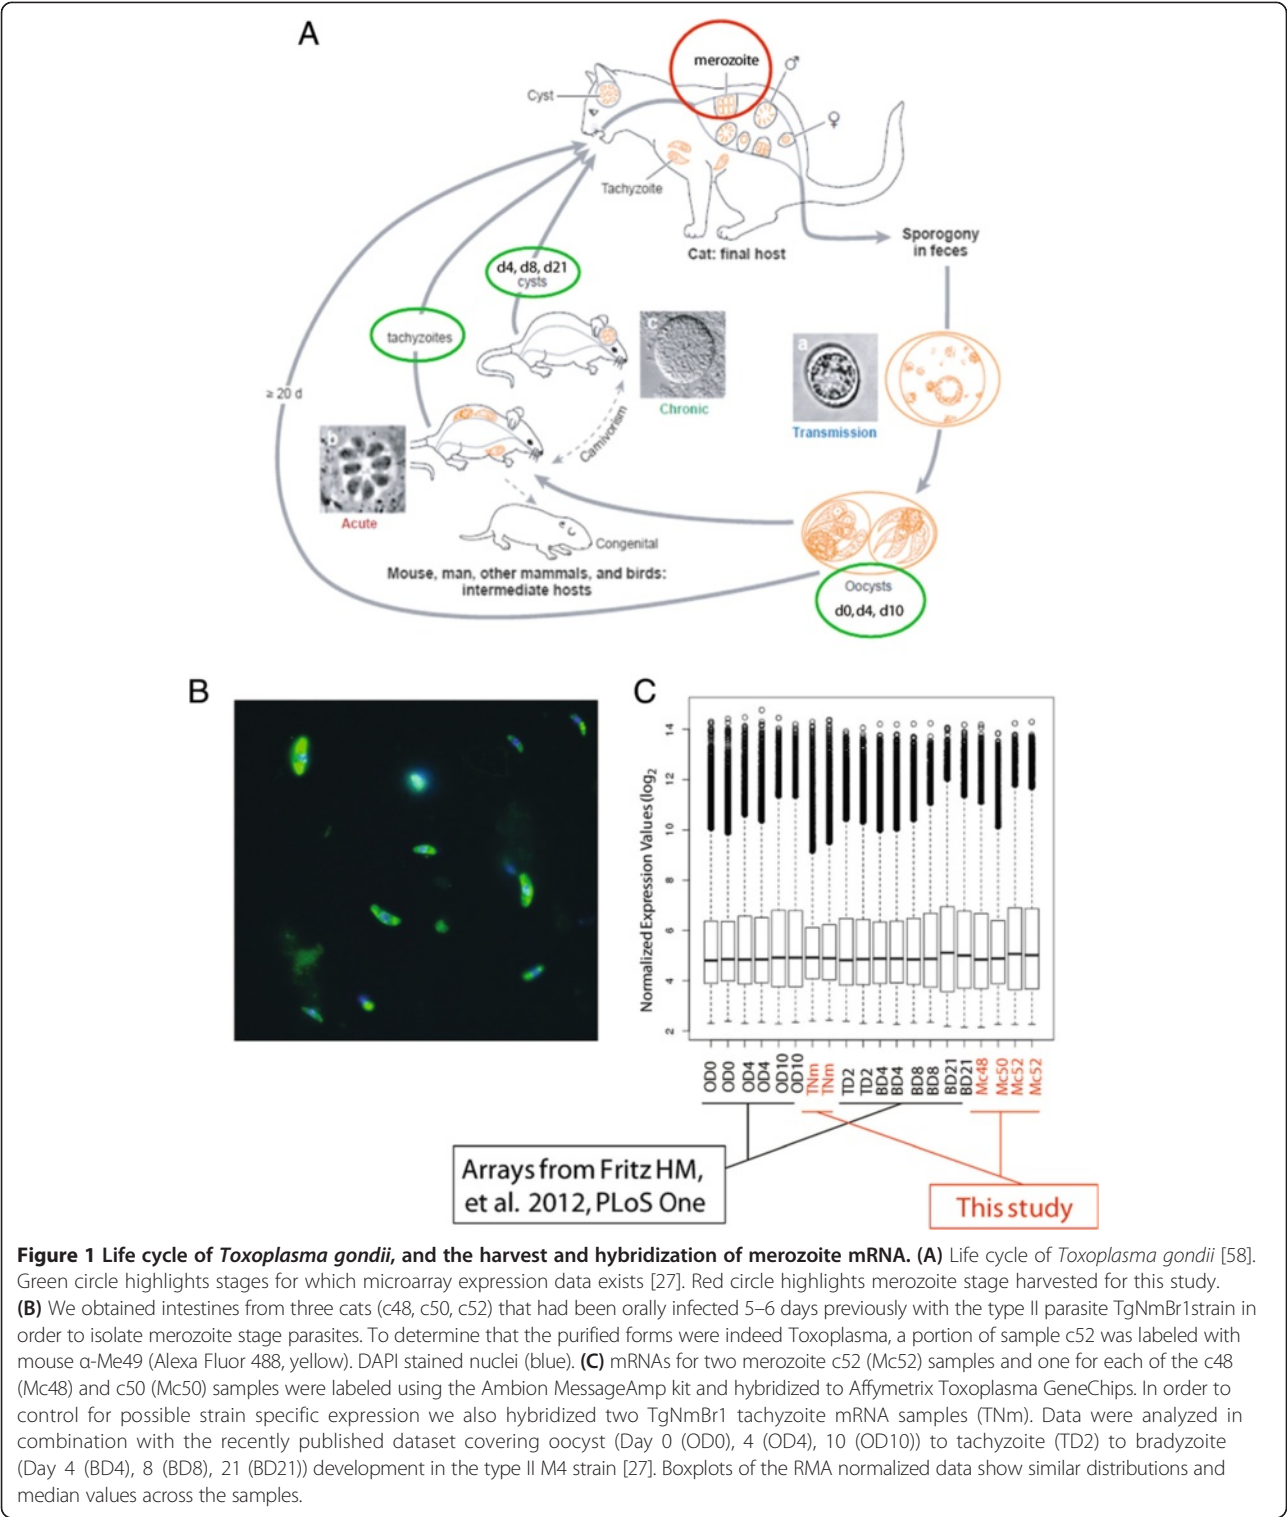 A
merozoite
♂
Cyst
♀
Tachyzoite
Sporogony
in feces
Cat: final host
d4, d8, d21
cysts
tachyzoites
c
a
≥ 20 d
Chronic
Transmission
Carnivorism
b
Acute
Congenital
Mouse, man, other mammals, and birds:
intermediate hosts
Oocysts
d0, d4, d10
B
C
Normalized Expression Values (log2
14
12
10
8
6
4
2
OD0
OD0
OD4
OD4
OD10
OD10
TNm
TNm
TD2
TD2
BD4
BD4
BD8
BD8
BD21
BD21
Mc48
Mc50
Mc52
Mc52
Arrays from Fritz HM,
et al. 2012, PLoS One
This study
Figure 1 Life cycle of Toxoplasma gondii, and the harvest and hybridization of merozoite mRNA. (A) Life cycle of Toxoplasma gondii [58].
Green circle highlights stages for which microarray expression data exists [27]. Red circle highlights merozoite stage harvested for this study.
(B) We obtained intestines from three cats (c48, c50, c52) that had been orally infected 5–6 days previously with the type II parasite TgNmBr1strain in
order to isolate merozoite stage parasites. To determine that the purified forms were indeed Toxoplasma, a portion of sample c52 was labeled with
mouse α-Me49 (Alexa Fluor 488, yellow). DAPI stained nuclei (blue). (C) mRNAs for two merozoite c52 (Mc52) samples and one for each of the c48
(Mc48) and c50 (Mc50) samples were labeled using the Ambion MessageAmp kit and hybridized to Affymetrix Toxoplasma GeneChips. In order to
control for possible strain specific expression we also hybridized two TgNmBr1 tachyzoite mRNA samples (TNm). Data were analyzed in
combination with the recently published dataset covering oocyst (Day 0 (OD0), 4 (OD4), 10 (OD10)) to tachyzoite (TD2) to bradyzoite
(Day 4 (BD4), 8 (BD8), 21 (BD21)) development in the type II M4 strain [27]. Boxplots of the RMA normalized data show similar distributions and
median values across the samples.